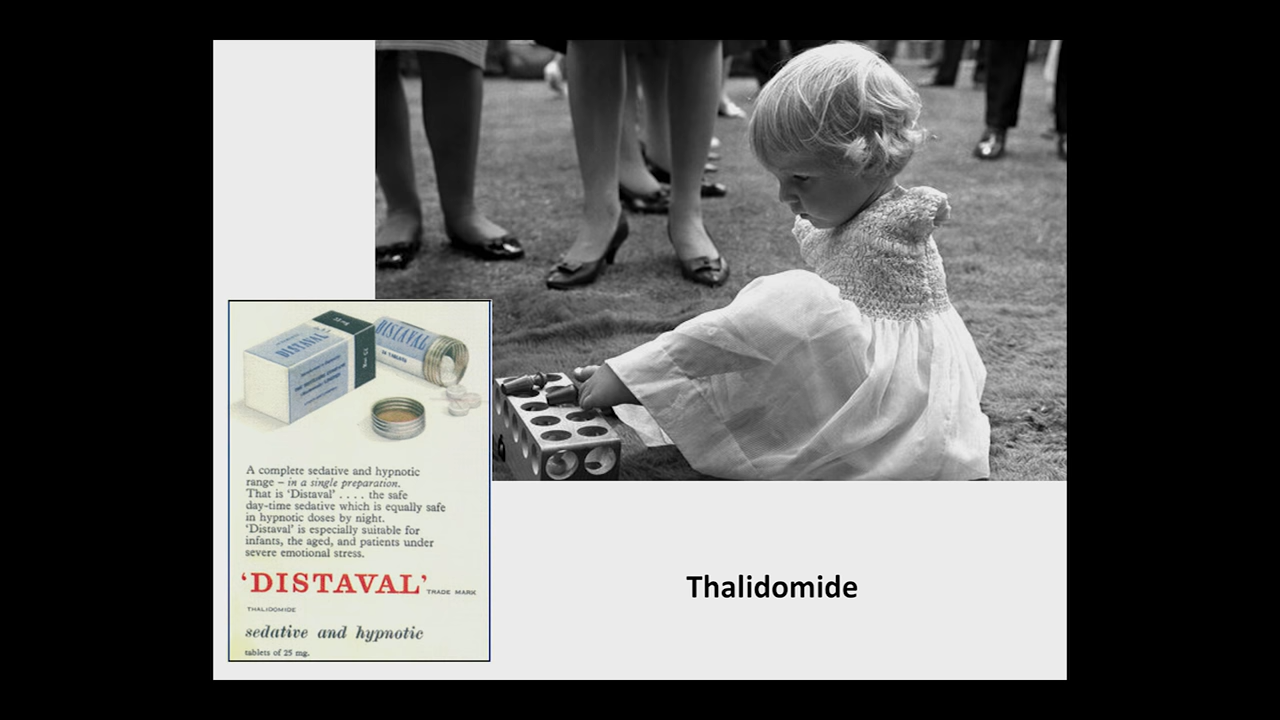 DISTAVAL
DISTAVAL
A complete sedative and hypnotic
range – in a single preparation.
That is ‘Distaval’ . . . . the safe
day-time sedative which is equally safe
in hypnotic doses by night.
‘Distaval’ is especially suitable for
infants, the aged, and patients under
severe emotional stress.
‘DISTAVAL’ TRADE MARK
THALIDOMIDE
sedative and hypnotic
tablets of 25 mg.
Thalidomide